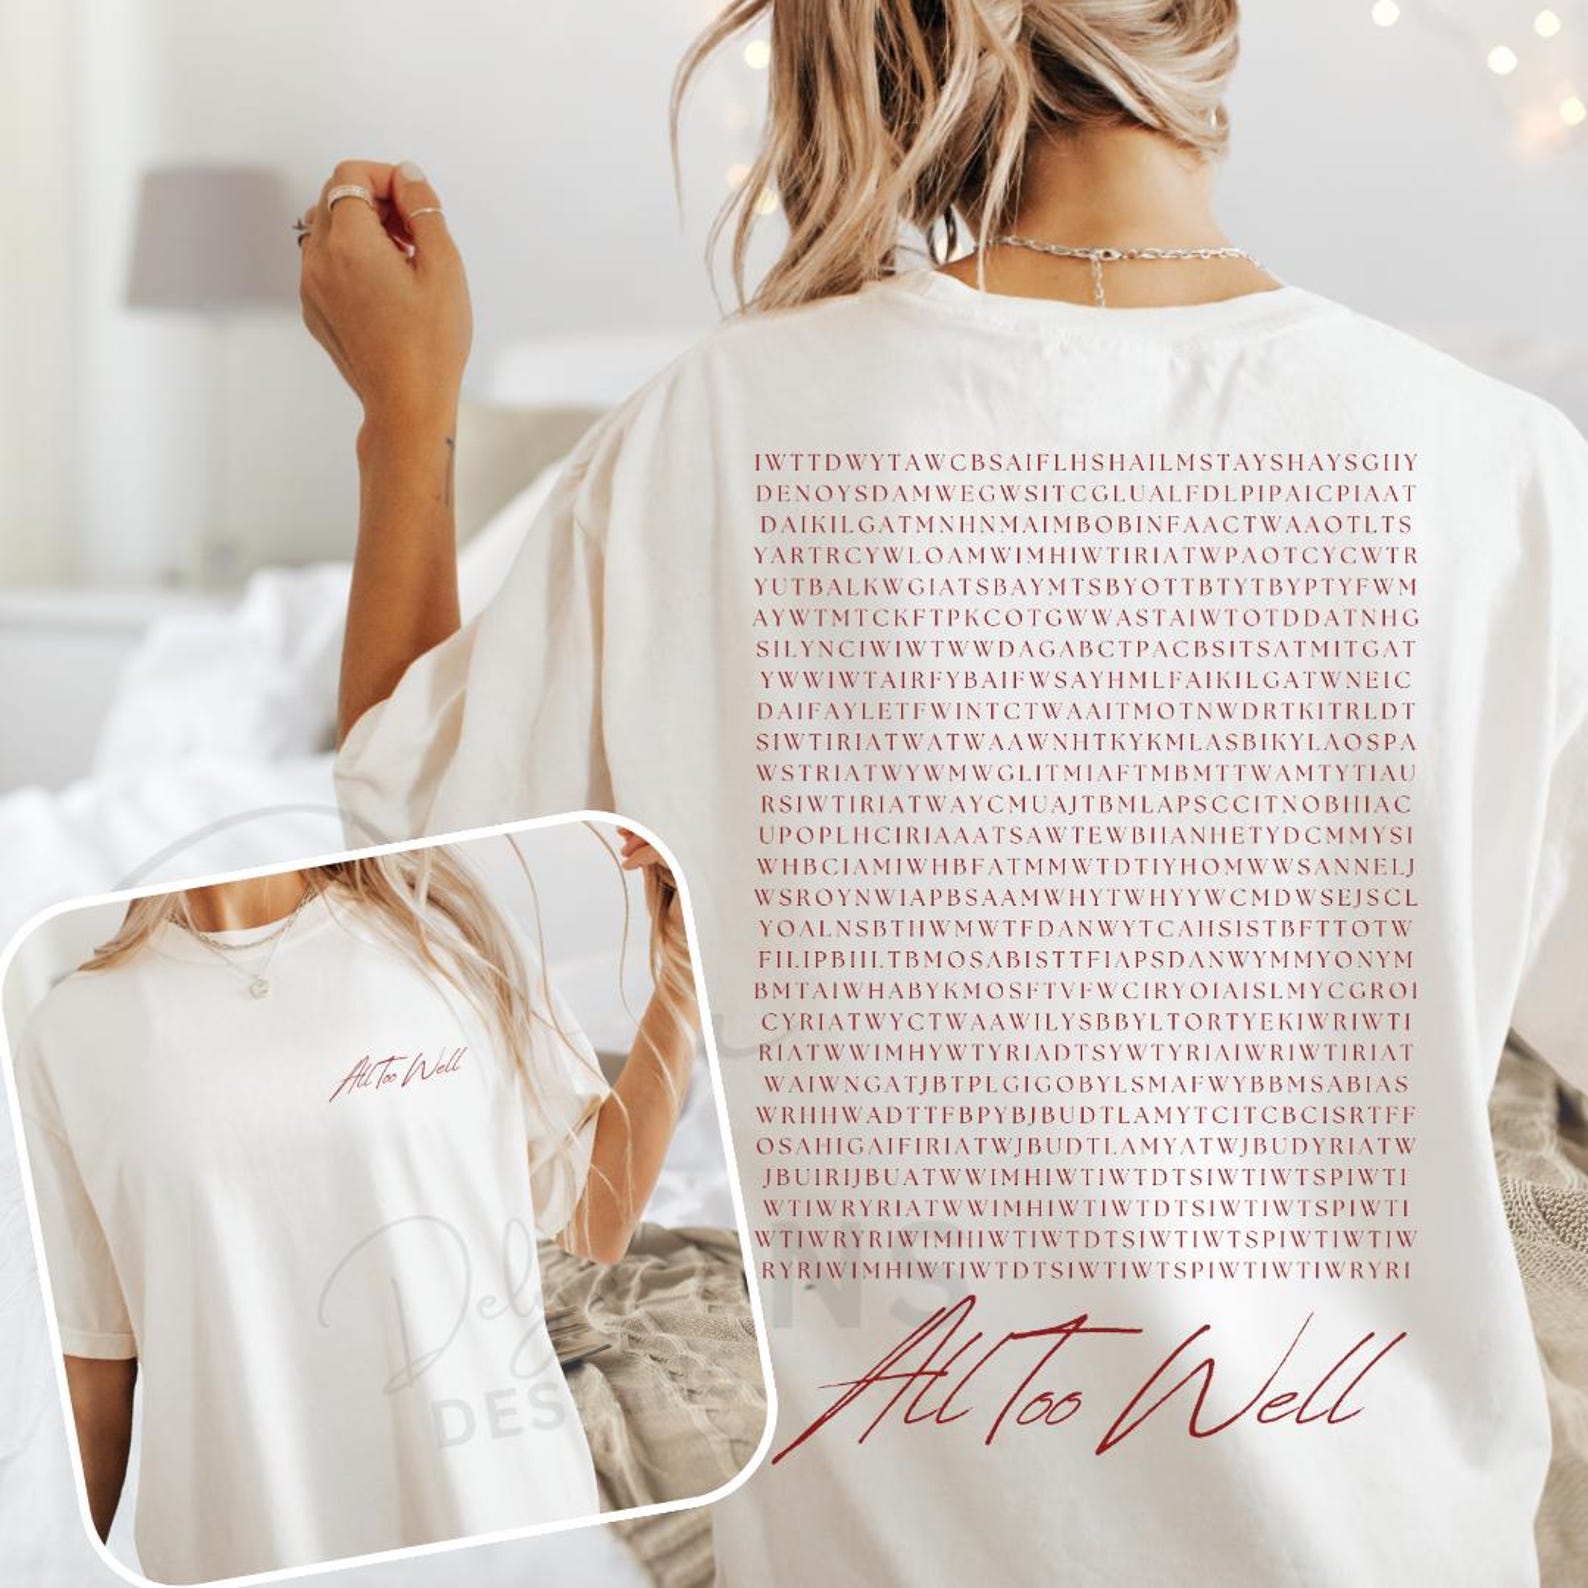 IWTTDWYTAWCBSAIFLHSHAILMSTAYSHAYSGIIY
DENOYSDAMWEGWSITCGLUALFDLPIPAICPIAAT
DAIKILGATMNHNMAIMBOBINFAACTWAAOTLTS
YARTRCYWLOAMWIMHIWTIRIATWPAOTCYCWTR
YUTBALKWGIATSBAYMTSBYOTTBTYTBYPTYFWM
AYWTMTCKFTPKCOTGWWASTAIWTOTDDATNHG
SILYNCIWIWTWWDAGABCTPACBSITSATMITGAT
YWWIWTAIRFYBAIFWSAYHMLFAIKILGATWNEIC
DAIFAYLETFWINTCTWAAITMOTNWDRTKITRLDT
SIWTIRIATWATWAAWNHTKYKMLASBIKYLAOSPA
WSTRIATWYWMWGLITMIAFTMBMTTWAMTYTIAU
RSIWTIRIATWAYCMUAJTBMLAPSCCITNOBHIAC
UPOPLHCIRIAAATSAWTEWBIIANHETYDCMMYSI
WHBCIAMIWHBFATMMWTDTIYHOMWWSANNELJ
WSROYNWIAPBSAAMWHYTWHYYWCMDWSEJSCL
YOALNSBTHWMWTFDANWYTCAHSISTBFTTOTW
FILIPBIILTBMOSABISTTFIAPSDANWYMMYONYM
BMTAIWHABYKMOSFTVFWCIRYOIAISLMYCGROI
CYRIATWYCTWAAWILYSBBYLTORTYEKIWRIWTI
RIATWWIMHYWTYRIADTSYWTYRIAIWRIWTIRIAT
WAIWNGATJBTPLGIGOBYLSMAFWYBBMSABIAS
WRHHWADTTFBPYBJBUDTLAMYTCITCBCISRTFF
OSAHIGAIFIRIATWJBUDTLAMYATWJBUDYRIATW
JBUIRIJBUATWWIMHIWTIWTDTSIWTIWTSPIWTI
WTIWRYRIATWWIMHIWTIWTDTSIWTIWTSPIWTI
WTIWRYRIWIMHIWTIWTDTSIWTIWTSPIWTIWTIW
RYRIWIMHIWTIWTDTSIWTIWTSPIWTIWTIWRYRI
All Too Well
All Too Well
DESIGNS